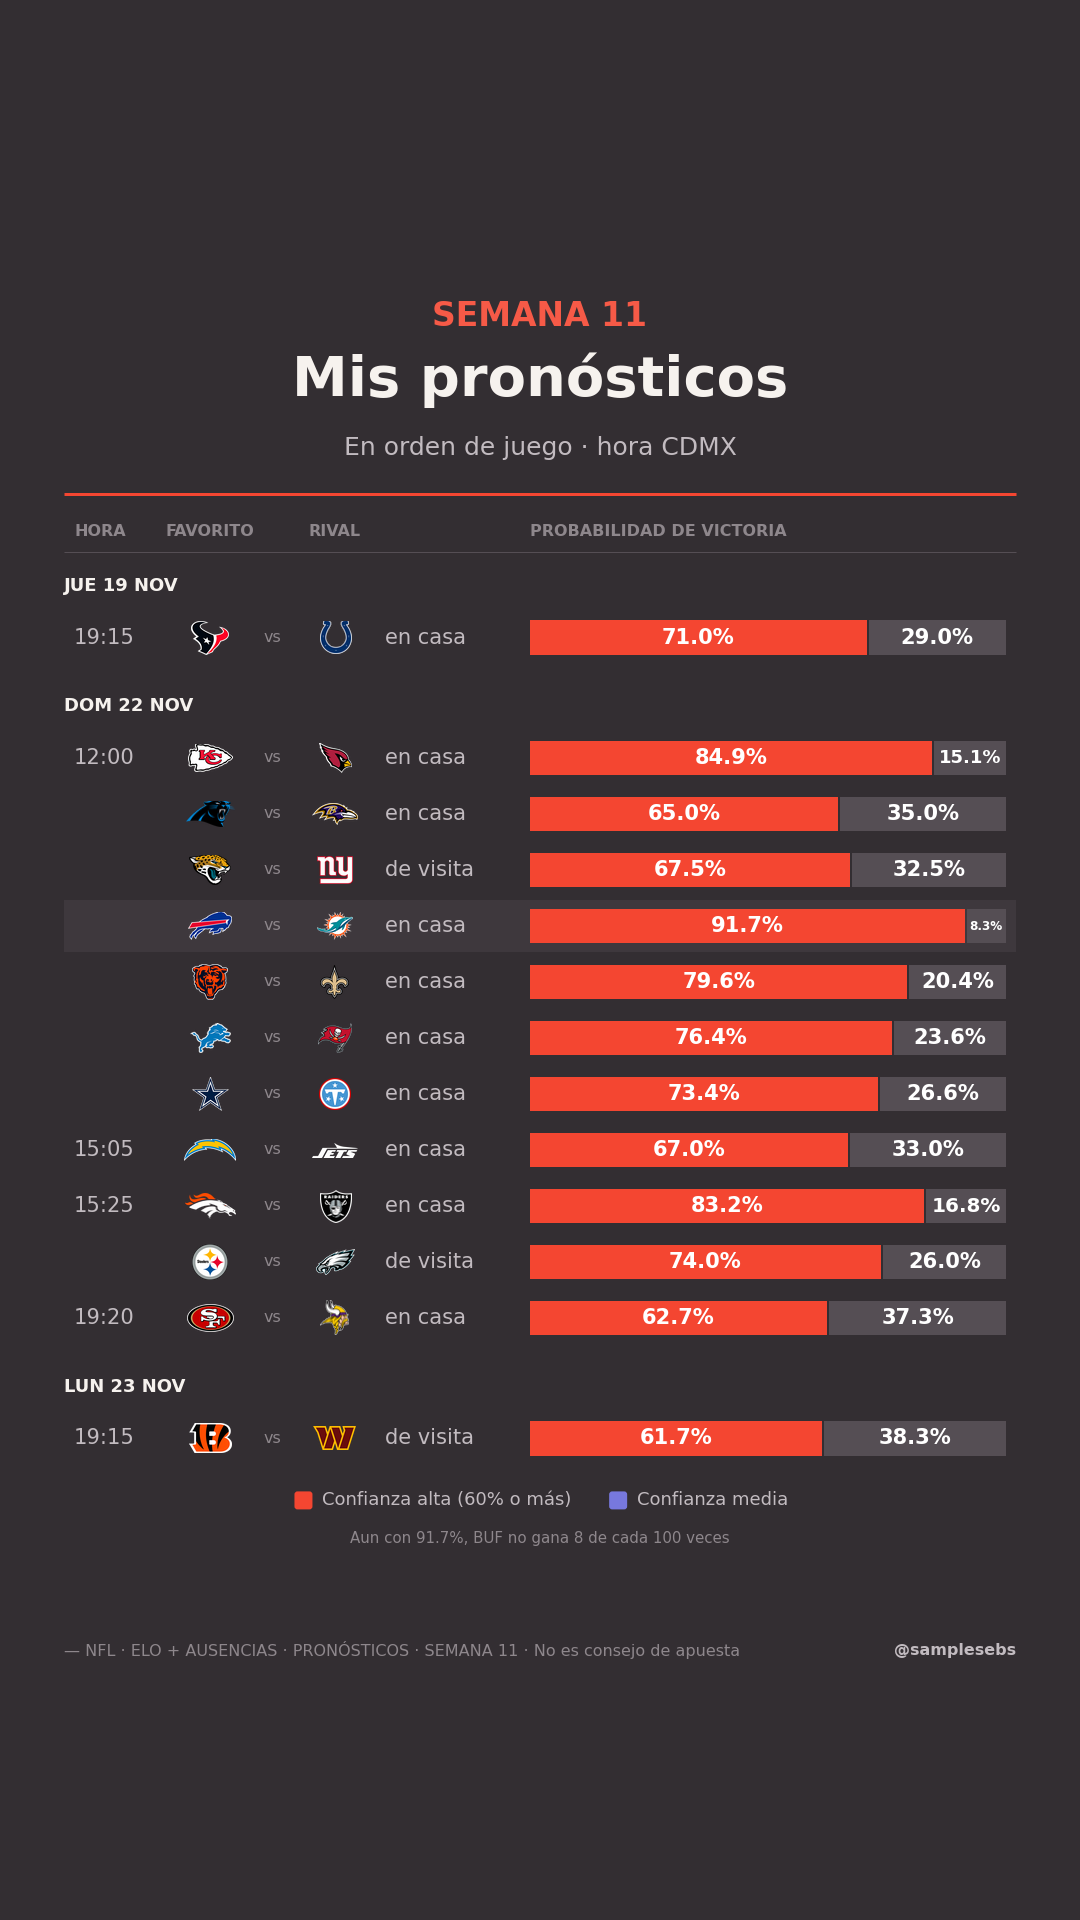 SEMANA 11
Mis pronósticos
En orden de juego · hora CDMX
HORA FAVORITO RIVAL PROBABILIDAD DE VICTORIA
JUE 19 NOV
19:15 vs en casa 71.0% 29.0%
DOM 22 NOV
12:00 KC vs en casa 84.9% 15.1%
vs B en casa 65.0% 35.0%
vs ny de visita 67.5% 32.5%
vs en casa 91.7% 8.3%
vs en casa 79.6% 20.4%
vs en casa 76.4% 23.6%
vs T en casa 73.4% 26.6%
15:05 vs JETS en casa 67.0% 33.0%
15:25 vs RAIDERS en casa 83.2% 16.8%
Steelers vs de visita 74.0% 26.0%
19:20 SF vs en casa 62.7% 37.3%
LUN 23 NOV
19:15 B vs W de visita 61.7% 38.3%
Confianza alta (60% o más) Confianza media
Aun con 91.7%, BUF no gana 8 de cada 100 veces
— NFL · ELO + AUSENCIAS · PRONÓSTICOS · SEMANA 11 · No es consejo de apuesta @samplesebs